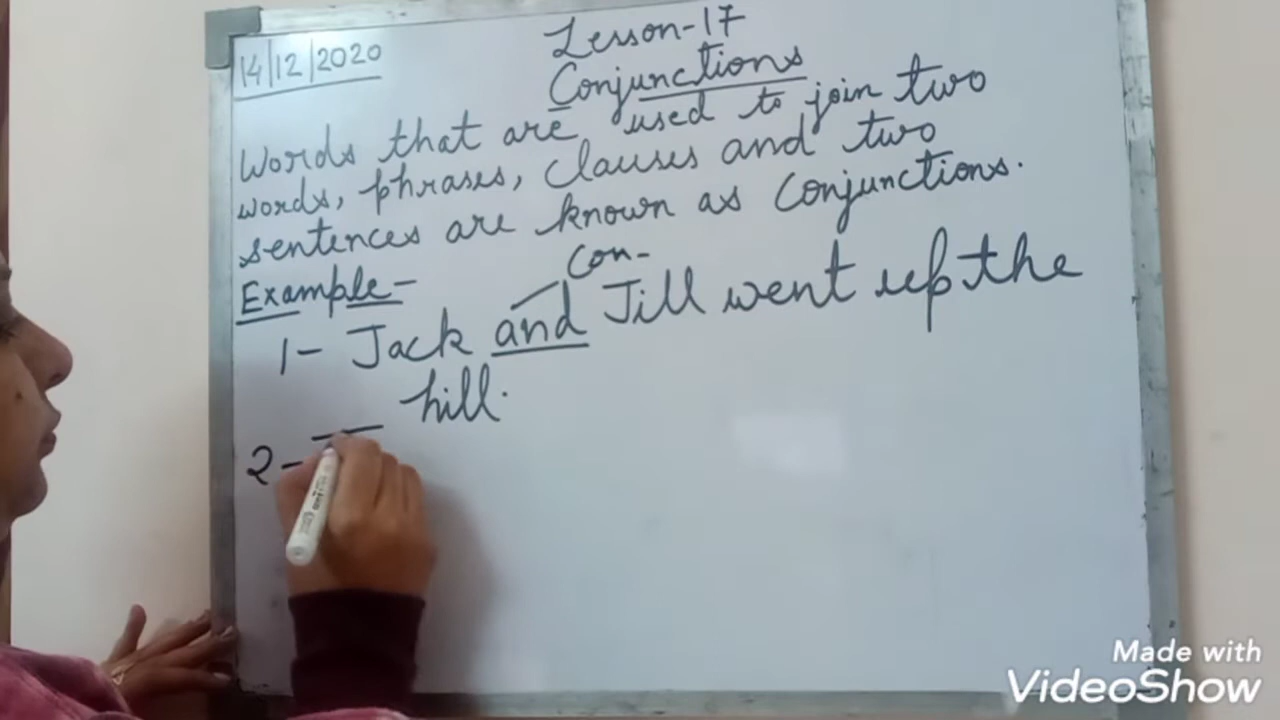 14/12/2020
Lesson-17
Conjunctions
Words that are used to join two
words, phrases, clauses and two
sentences are known as Conjunctions.
Example-
Con-
1- Jack and Jill went up the
hill.
2-
Made with
VideoShow